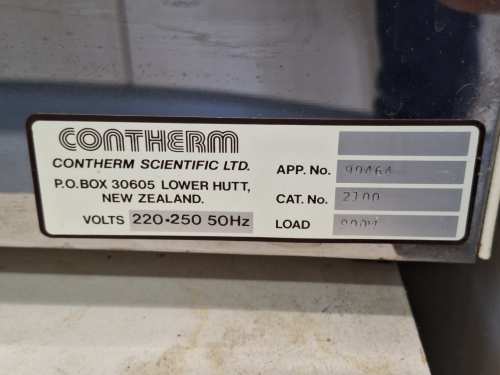 CONTHERM
CONTHERM SCIENTIFIC LTD.
P.O.BOX 30605 LOWER HUTT,
NEW ZEALAND.
VOLTS 220-250 50Hz
APP. No.
CAT. No. 2100
LOAD